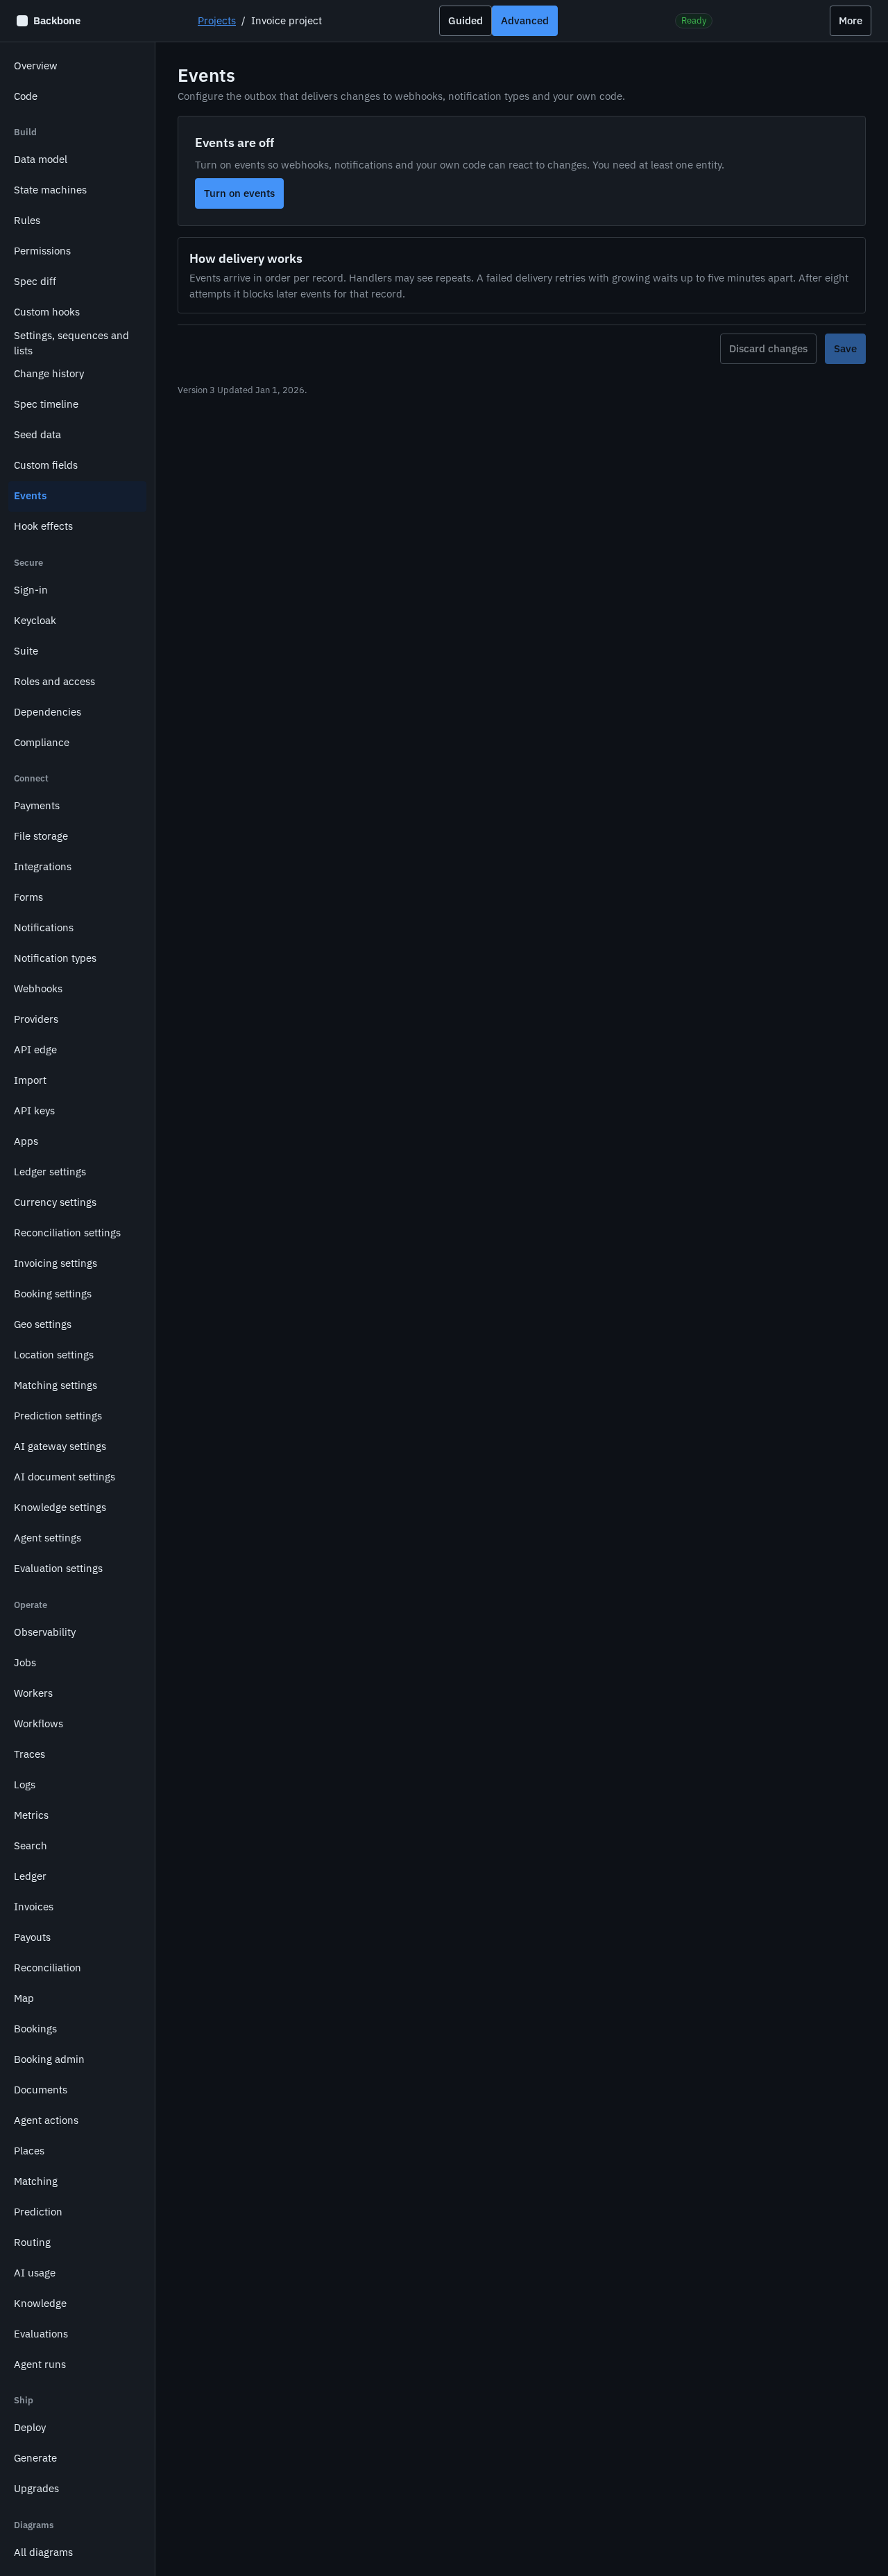 Backbone
Projects / Invoice project
Guided
Advanced
Ready
More
Overview
Code
Build
Data model
State machines
Rules
Permissions
Spec diff
Custom hooks
Settings, sequences and
lists
Change history
Spec timeline
Seed data
Custom fields
Events
Hook effects
Secure
Sign-in
Keycloak
Suite
Roles and access
Dependencies
Compliance
Connect
Payments
File storage
Integrations
Forms
Notifications
Notification types
Webhooks
Providers
API edge
Import
API keys
Apps
Ledger settings
Currency settings
Reconciliation settings
Invoicing settings
Booking settings
Geo settings
Location settings
Matching settings
Prediction settings
AI gateway settings
AI document settings
Knowledge settings
Agent settings
Evaluation settings
Operate
Observability
Jobs
Workers
Workflows
Traces
Logs
Metrics
Search
Ledger
Invoices
Payouts
Reconciliation
Map
Bookings
Booking admin
Documents
Agent actions
Places
Matching
Prediction
Routing
AI usage
Knowledge
Evaluations
Agent runs
Ship
Deploy
Generate
Upgrades
Diagrams
All diagrams
Events
Configure the outbox that delivers changes to webhooks, notification types and your own code.
Events are off
Turn on events so webhooks, notifications and your own code can react to changes. You need at least one entity.
Turn on events
How delivery works
Events arrive in order per record. Handlers may see repeats. A failed delivery retries with growing waits up to five minutes apart. After eight
attempts it blocks later events for that record.
Discard changes
Save
Version 3 Updated Jan 1, 2026.